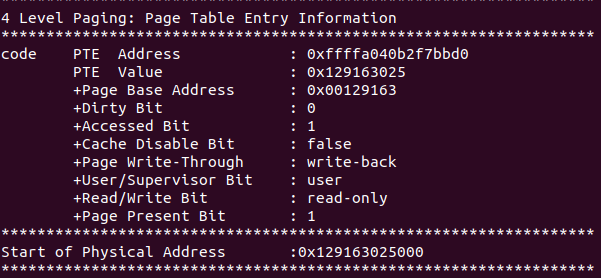 4 Level Paging: Page Table Entry Information
******************************************************************
code    PTE  Address            : 0xffffa040b2f7bbd0
        PTE  Value              : 0x129163025
        +Page Base Address      : 0x00129163
        +Dirty Bit              : 0
        +Accessed Bit           : 1
        +Cache Disable Bit      : false
        +Page Write-Through     : write-back
        +User/Supervisor Bit    : user
        +Read/Write Bit         : read-only
        +Page Present Bit       : 1
******************************************************************
Start of Physical Address       :0x129163025000
******************************************************************